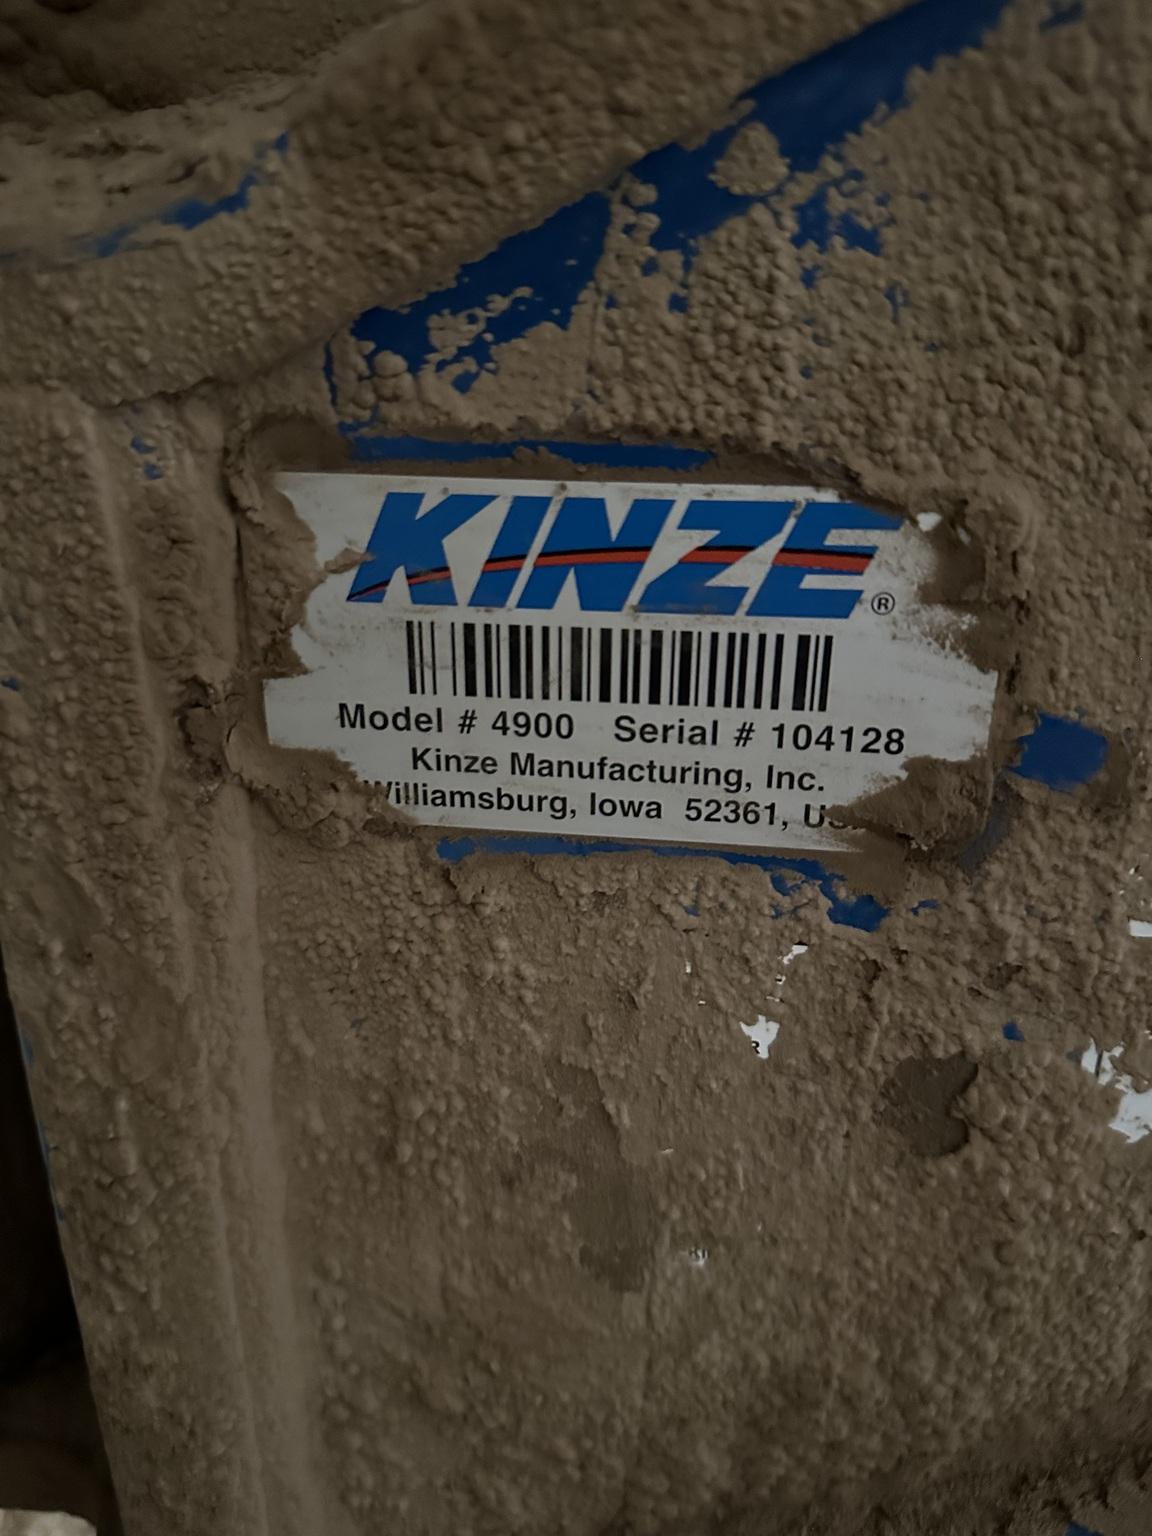 KINZE®
Model # 4900 Serial # 104128
Kinze Manufacturing, Inc.
Williamsburg, Iowa 52361,